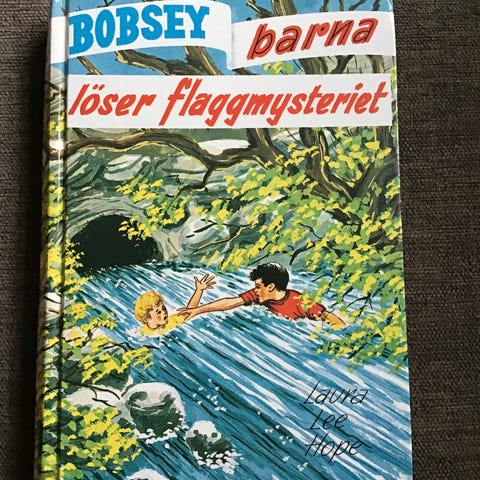 BOBSEY barna
löser flaggmysteriet
Laura
Lee
Hope